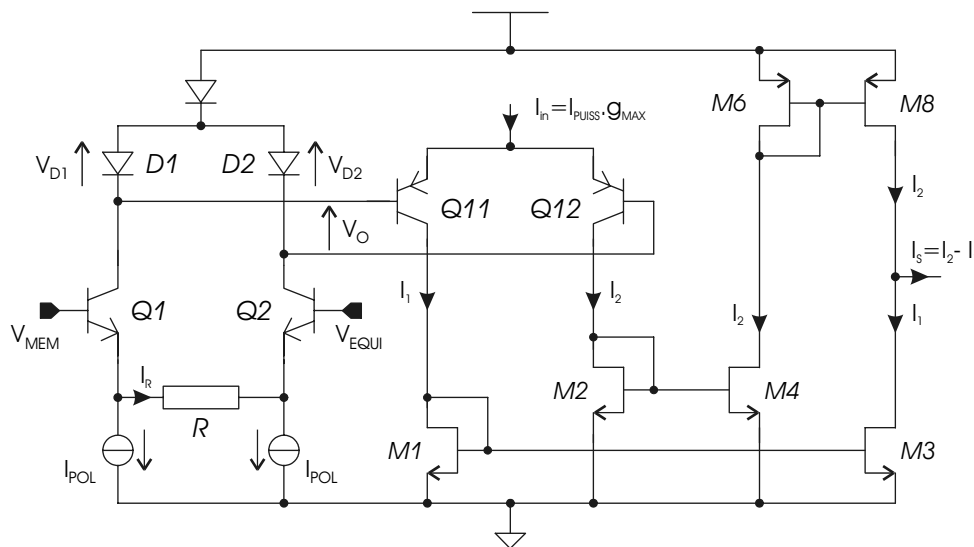 M6
M8
I_in=I_PUISS.g_MAX
V_D1
D1
D2
V_D2
Q11
Q12
I_2
V_O
I_S=I_2-I
I_1
I_2
Q1
Q2
I_2
I_1
V_MEM
V_EQUI
I_R
M2
M4
R
M1
M3
I_POL
I_POL